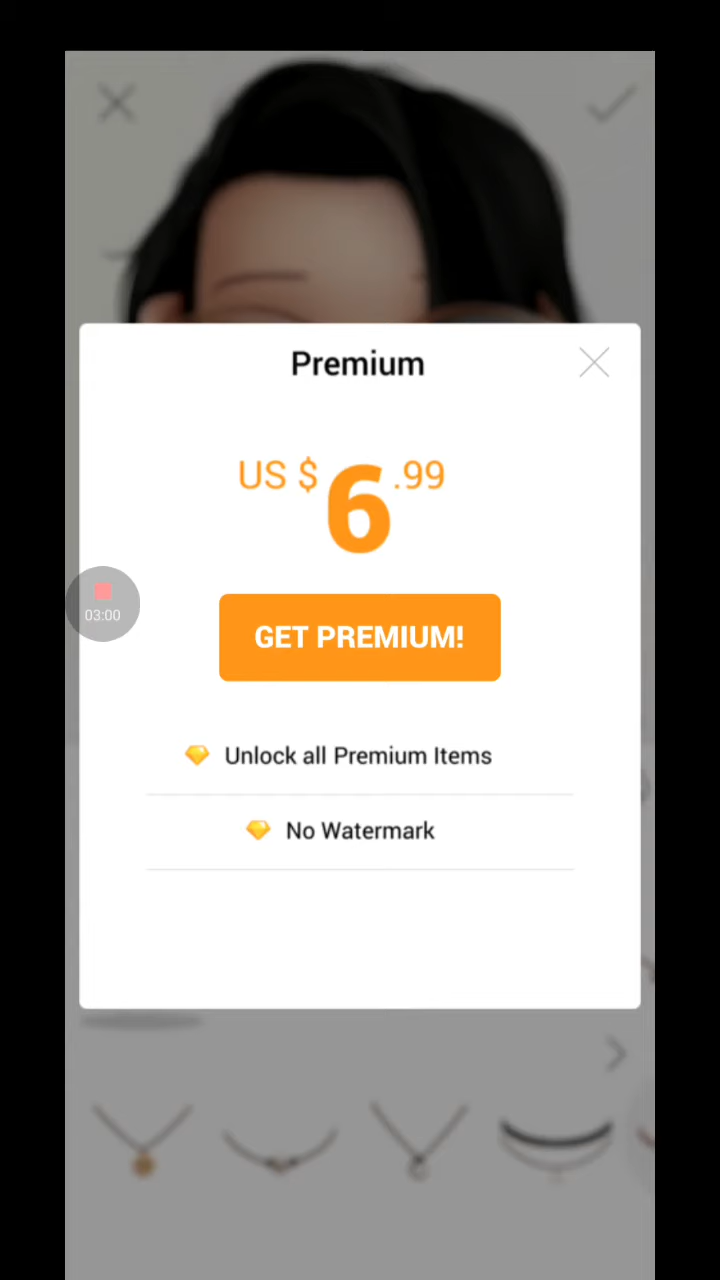 Premium
US $6.99
03:00
GET PREMIUM!
Unlock all Premium Items
No Watermark